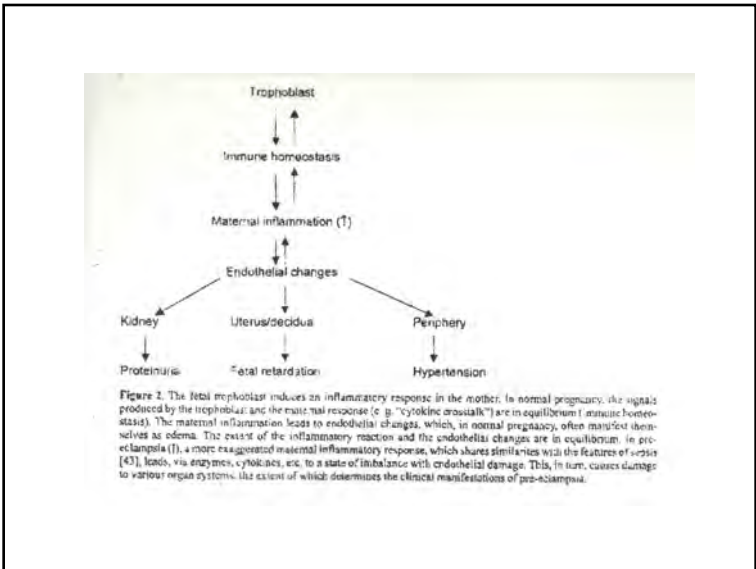 Trophoblast
Immune homeostasis
Maternal inflammation (↑)
Endothelial changes
Kidney Uterus/decidua Periphery
Proteinuria Fetal retardation Hypertension
Figure 2. The fetal trophoblast induces an inflammatory response in the mother. In normal pregnancy, the signals
produced by the trophoblast and the maternal response (e.g. "cytokine crosstalk") are in equilibrium (immune homeo-
stasis). The maternal inflammation leads to endothelial changes, which, in normal pregnancy, often manifest them-
selves as edema. The extent of the inflammatory reaction and the endothelial changes are in equilibrium. In pre-
eclampsia (↑), a more exaggerated maternal inflammatory response, which shares similarities with the features of sepsis
[43], leads, via enzymes, cytokines, etc. to a state of imbalance with endothelial damage. This, in turn, causes damage
to various organ systems, the extent of which determines the clinical manifestations of pre-eclampsia.